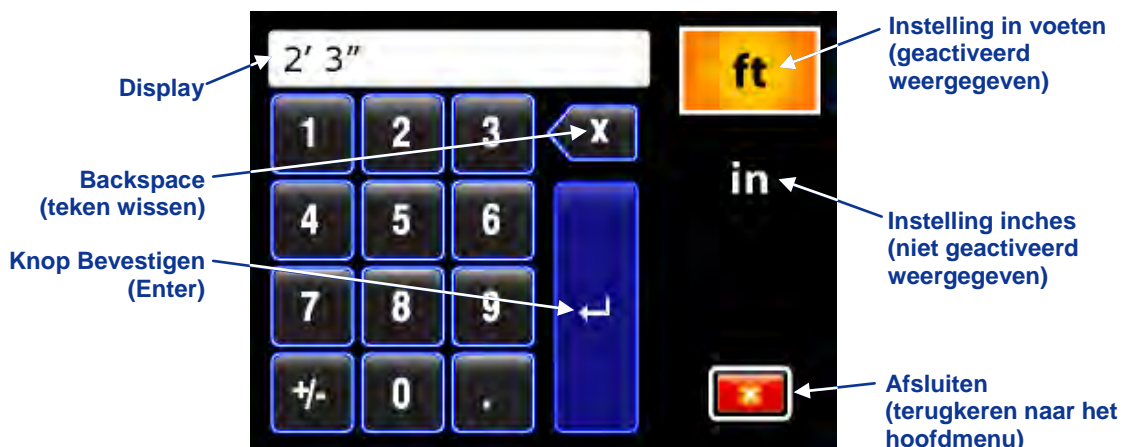 Display
Backspace
(teken wissen)
Knop Bevestigen
(Enter)
2' 3"
1 2 3 X
4 5 6
7 8 9
+/- 0 .
ft
in
Instelling in voeten
(geactiveerd
weergegeven)
Instelling inches
(niet geactiveerd
weergegeven)
Afsluiten
(terugkeren naar het
hoofdmenu)